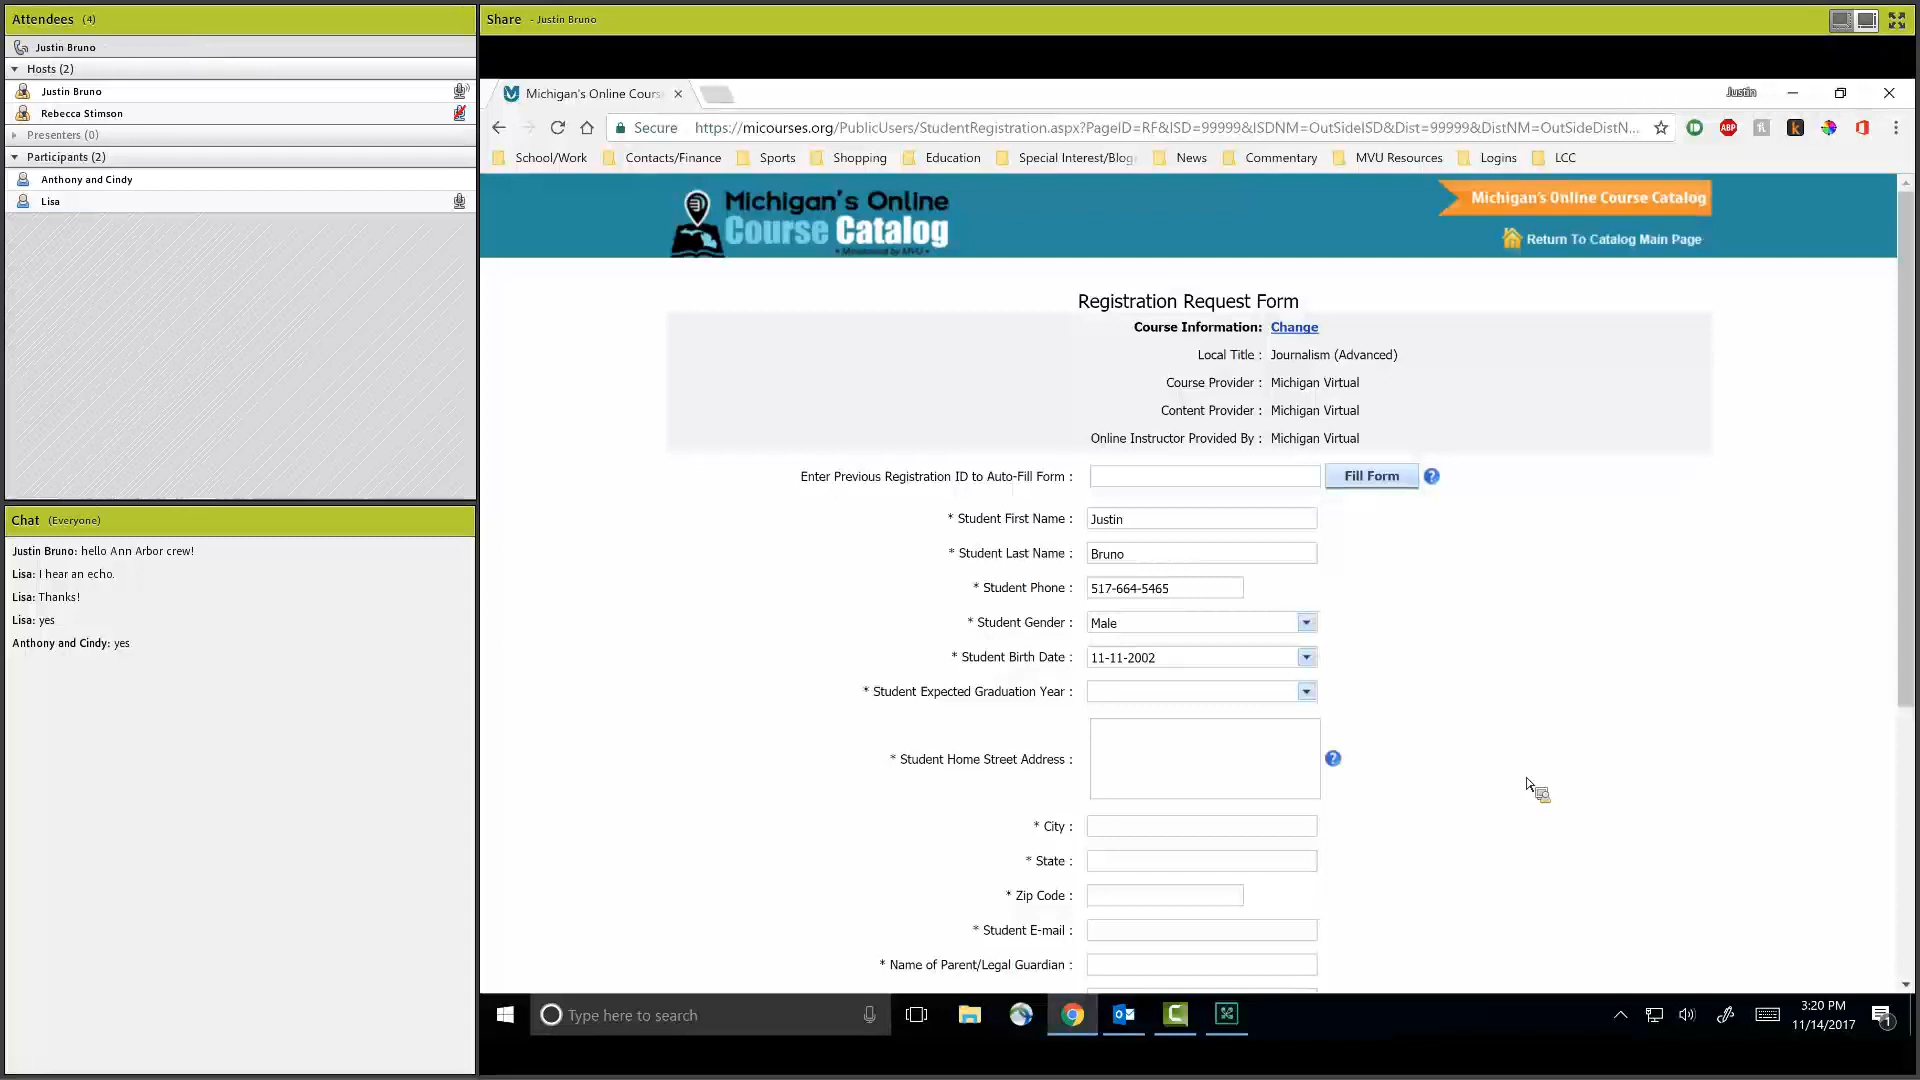 Attendees (4)
Justin Bruno
Hosts (2)
Justin Bruno
Rebecca Stimson
Presenters (0)
Participants (2)
Anthony and Cindy
Lisa
Chat (Everyone)
Justin Bruno: hello Ann Arbor crew!
Lisa: I hear an echo.
Lisa: Thanks!
Lisa: yes
Anthony and Cindy: yes
Share - Justin Bruno
Michigan's Online Cours
Justin
Secure https://micourses.org/PublicUsers/StudentRegistration.aspx?PageID=RF&ISD=99999&ISDNM=OutSideISD&Dist=99999&DistNM=OutSideDistN...
ABP
School/Work Contacts/Finance Sports Shopping Education Special Interest/Blog News Commentary MVU Resources Logins LCC
Michigan's Online
Course Catalog
• Maintained by MVU •
Michigan's Online Course Catalog
Return To Catalog Main Page
Registration Request Form
Course Information: Change
Local Title : Journalism (Advanced)
Course Provider : Michigan Virtual
Content Provider : Michigan Virtual
Online Instructor Provided By : Michigan Virtual
Enter Previous Registration ID to Auto-Fill Form : Fill Form ?
* Student First Name : Justin
* Student Last Name : Bruno
* Student Phone : 517-664-5465
* Student Gender : Male
* Student Birth Date : 11-11-2002
* Student Expected Graduation Year :
* Student Home Street Address : ?
* City :
* State :
* Zip Code :
* Student E-mail :
* Name of Parent/Legal Guardian :
Type here to search
3:20 PM
11/14/2017
1